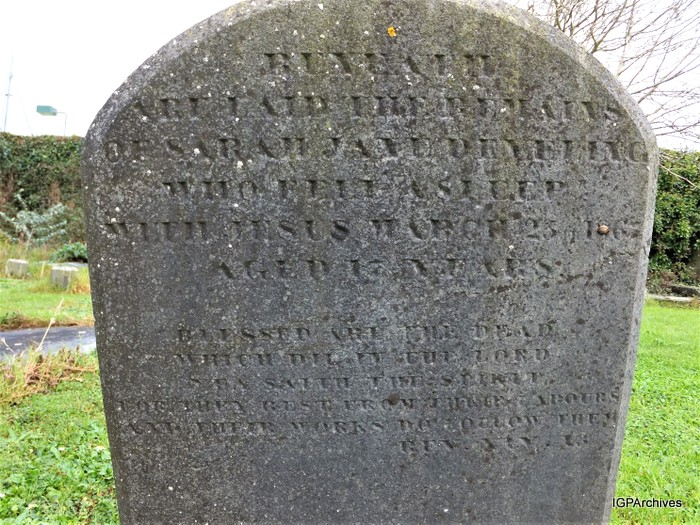 BENEATH
ARE LAID THE REMAINS
OF SARAH JANE DEVELING
WHO FELL ASLEEP
WITH JESUS MARCH 25
AGED 17 YEARS
BLESSED ARE THE DEAD
WHICH DIE IN THE LORD
YEA SAITH THE SPIRIT,
FOR THEY REST FROM THEIR LABOURS
AND THEIR WORKS DO FOLLOW THEM
REV. XIV. 13
IGPArchives